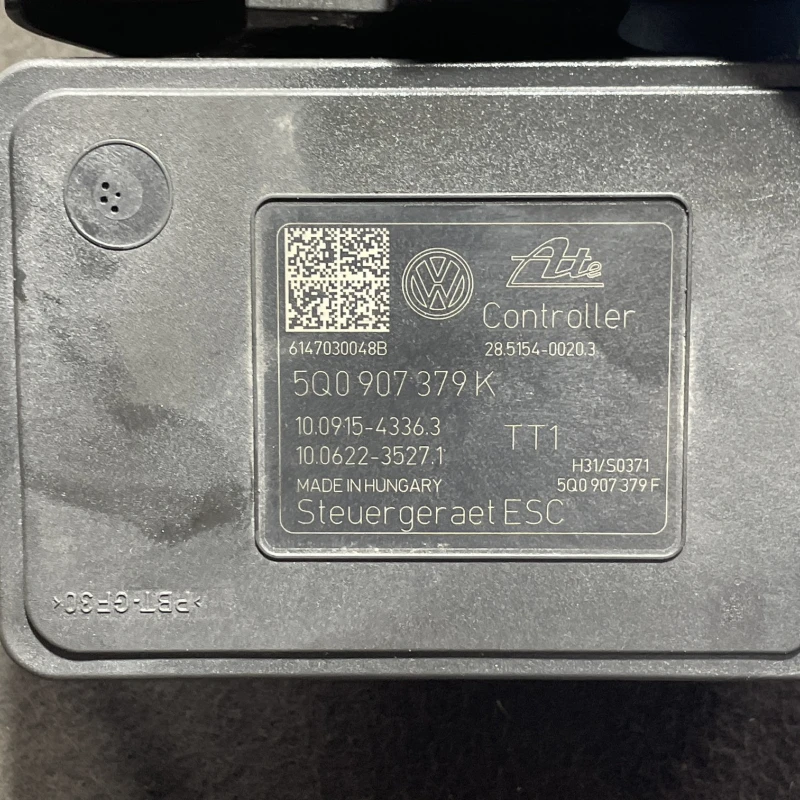 Ate
Controller
6147030048B
28.5154-0020.3
5Q0 907 379 K
10.0915-4336.3
TT1
10.0622-3527.1
H31/S0371
MADE IN HUNGARY
5Q0 907 379 F
Steuergeraet ESC
>PBT-GF30<